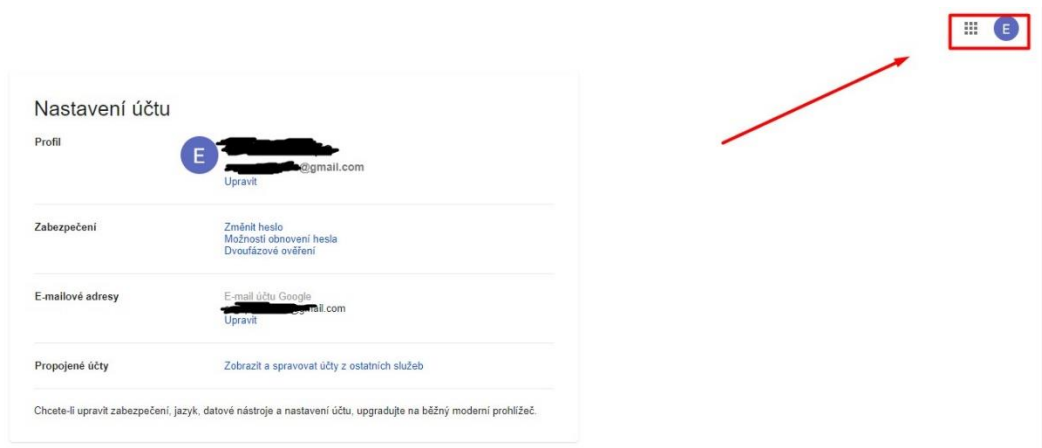 E
Nastavení účtu
Profil
E
@gmail.com
Upravit
Zabezpečení
Změnit heslo
Možnosti obnovení hesla
Dvoufázové ověření
E-mailové adresy
E-mail účtu Google
@gmail.com
Upravit
Propojené účty
Zobrazit a spravovat účty z ostatních služeb
Chcete-li upravit zabezpečení, jazyk, datové nástroje a nastavení účtu, upgradujte na běžný moderní prohlížeč.